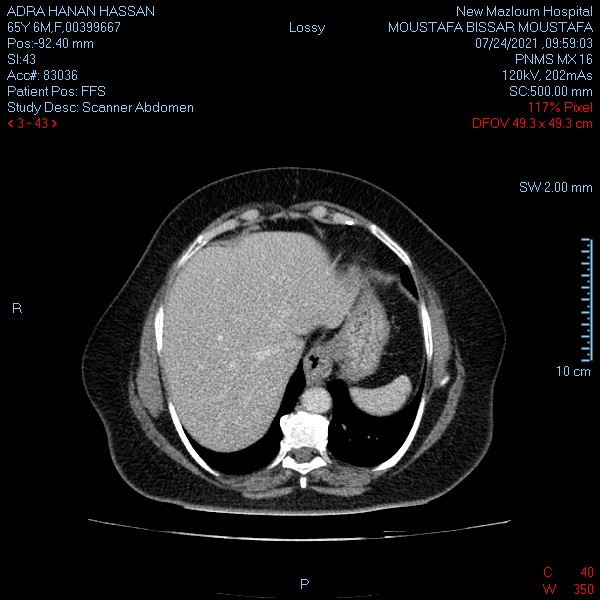 ADRA HANAN HASSAN
65Y 6M,F,00399667
Pos:-92.40 mm
SI:43
Acc#: 83036
Patient Pos: FFS
Study Desc: Scanner Abdomen
< 3 - 43 >
Lossy
New Mazloum Hospital
MOUSTAFA BISSAR MOUSTAFA
07/24/2021 ,09:59:03
PNMS MX 16
120kV, 202mAs
SC:500.00 mm
117% Pixel
DFOV 49.3 x 49.3 cm
SW 2.00 mm
R
10 cm
P
C 40
W 350